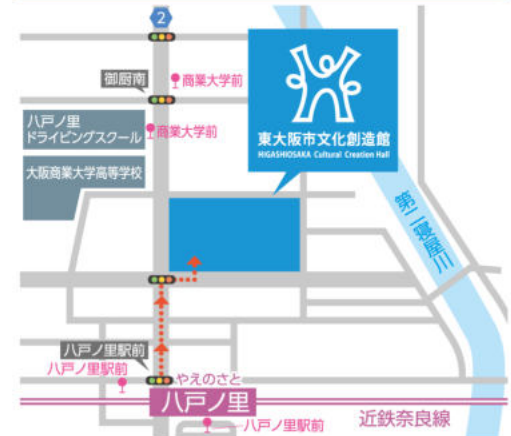 2
御厨南
商業大学前
八戸ノ里
ドライビングスクール
商業大学前
大阪商業大学高等学校
東大阪市文化創造館
HIGASHIOSAKA Cultural Creation Hall
第二寝屋川
八戸ノ里駅前
八戸ノ里駅前
やえのさと
八戸ノ里
近鉄奈良線
八戸ノ里駅前